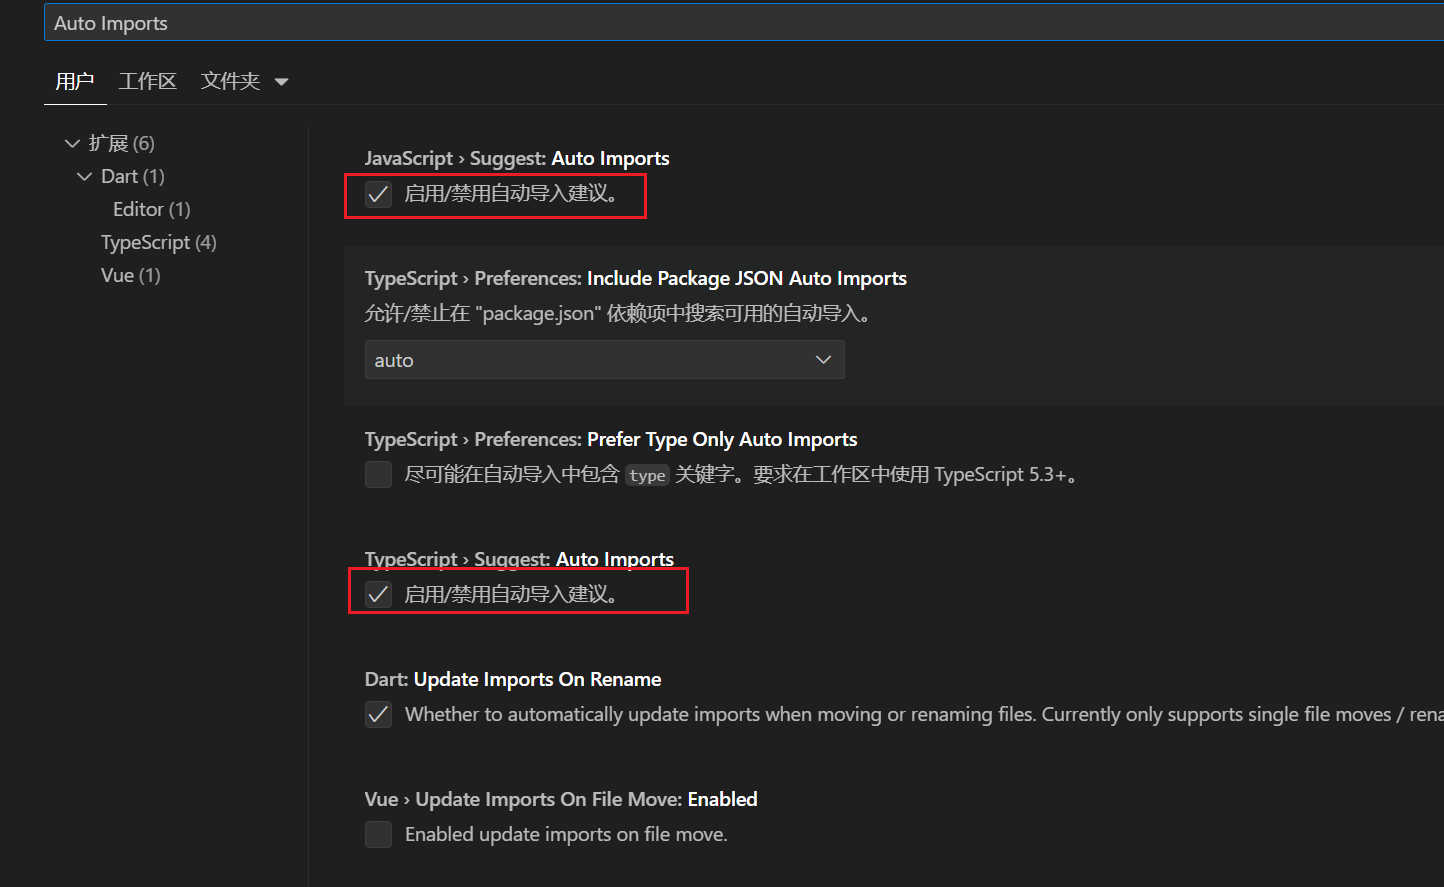 Auto Imports
用户 工作区 文件夹
扩展 (6)
Dart (1)
Editor (1)
TypeScript (4)
Vue (1)
JavaScript › Suggest: Auto Imports
启用/禁用自动导入建议。
TypeScript › Preferences: Include Package JSON Auto Imports
允许/禁止在 "package.json" 依赖项中搜索可用的自动导入。
auto
TypeScript › Preferences: Prefer Type Only Auto Imports
尽可能在自动导入中包含 type 关键字。要求在工作区中使用 TypeScript 5.3+。
TypeScript › Suggest: Auto Imports
启用/禁用自动导入建议。
Dart: Update Imports On Rename
Whether to automatically update imports when moving or renaming files. Currently only supports single file moves / rena
Vue › Update Imports On File Move: Enabled
Enabled update imports on file move.